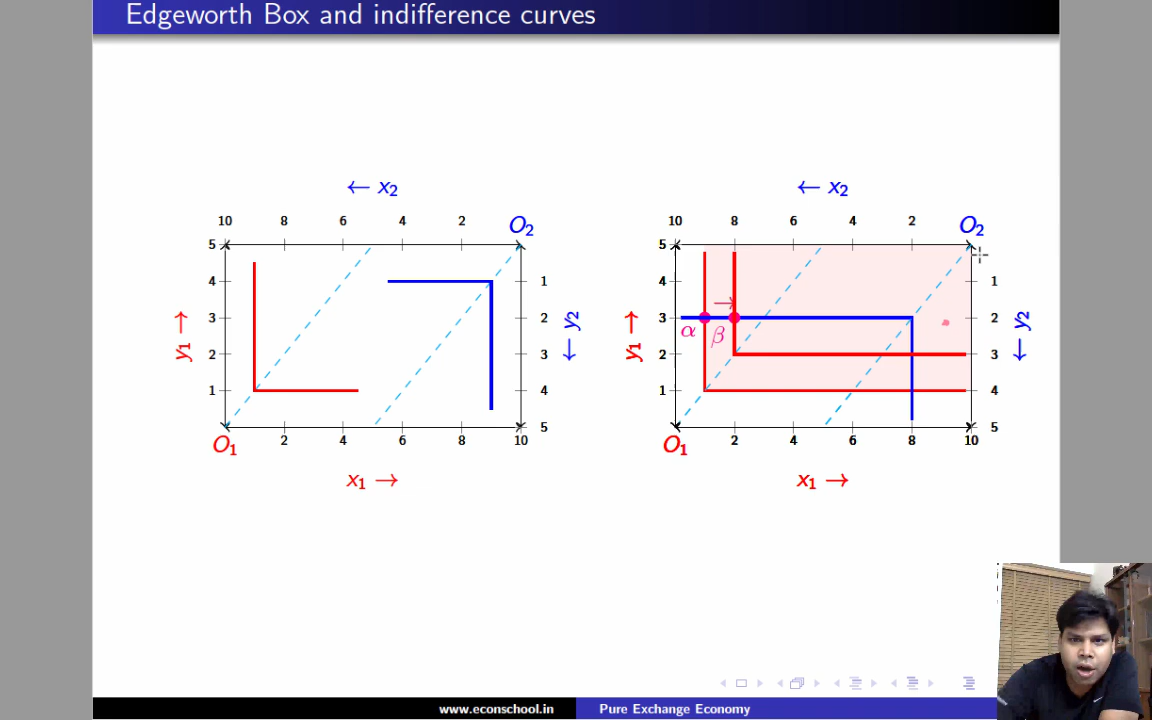 Edgeworth Box and indifference curves
← x₂
10 8 6 4 2
O₂
5
4
3
2
1
y₁ →
1
2
3
4
5
← y₂
O₁
2 4 6 8 10
x₁ →
← x₂
10 8 6 4 2
O₂
5
4
3
2
1
y₁ →
→
α
β
1
2
3
4
5
← y₂
O₁
2 4 6 8 10
x₁ →
www.econschool.in Pure Exchange Economy